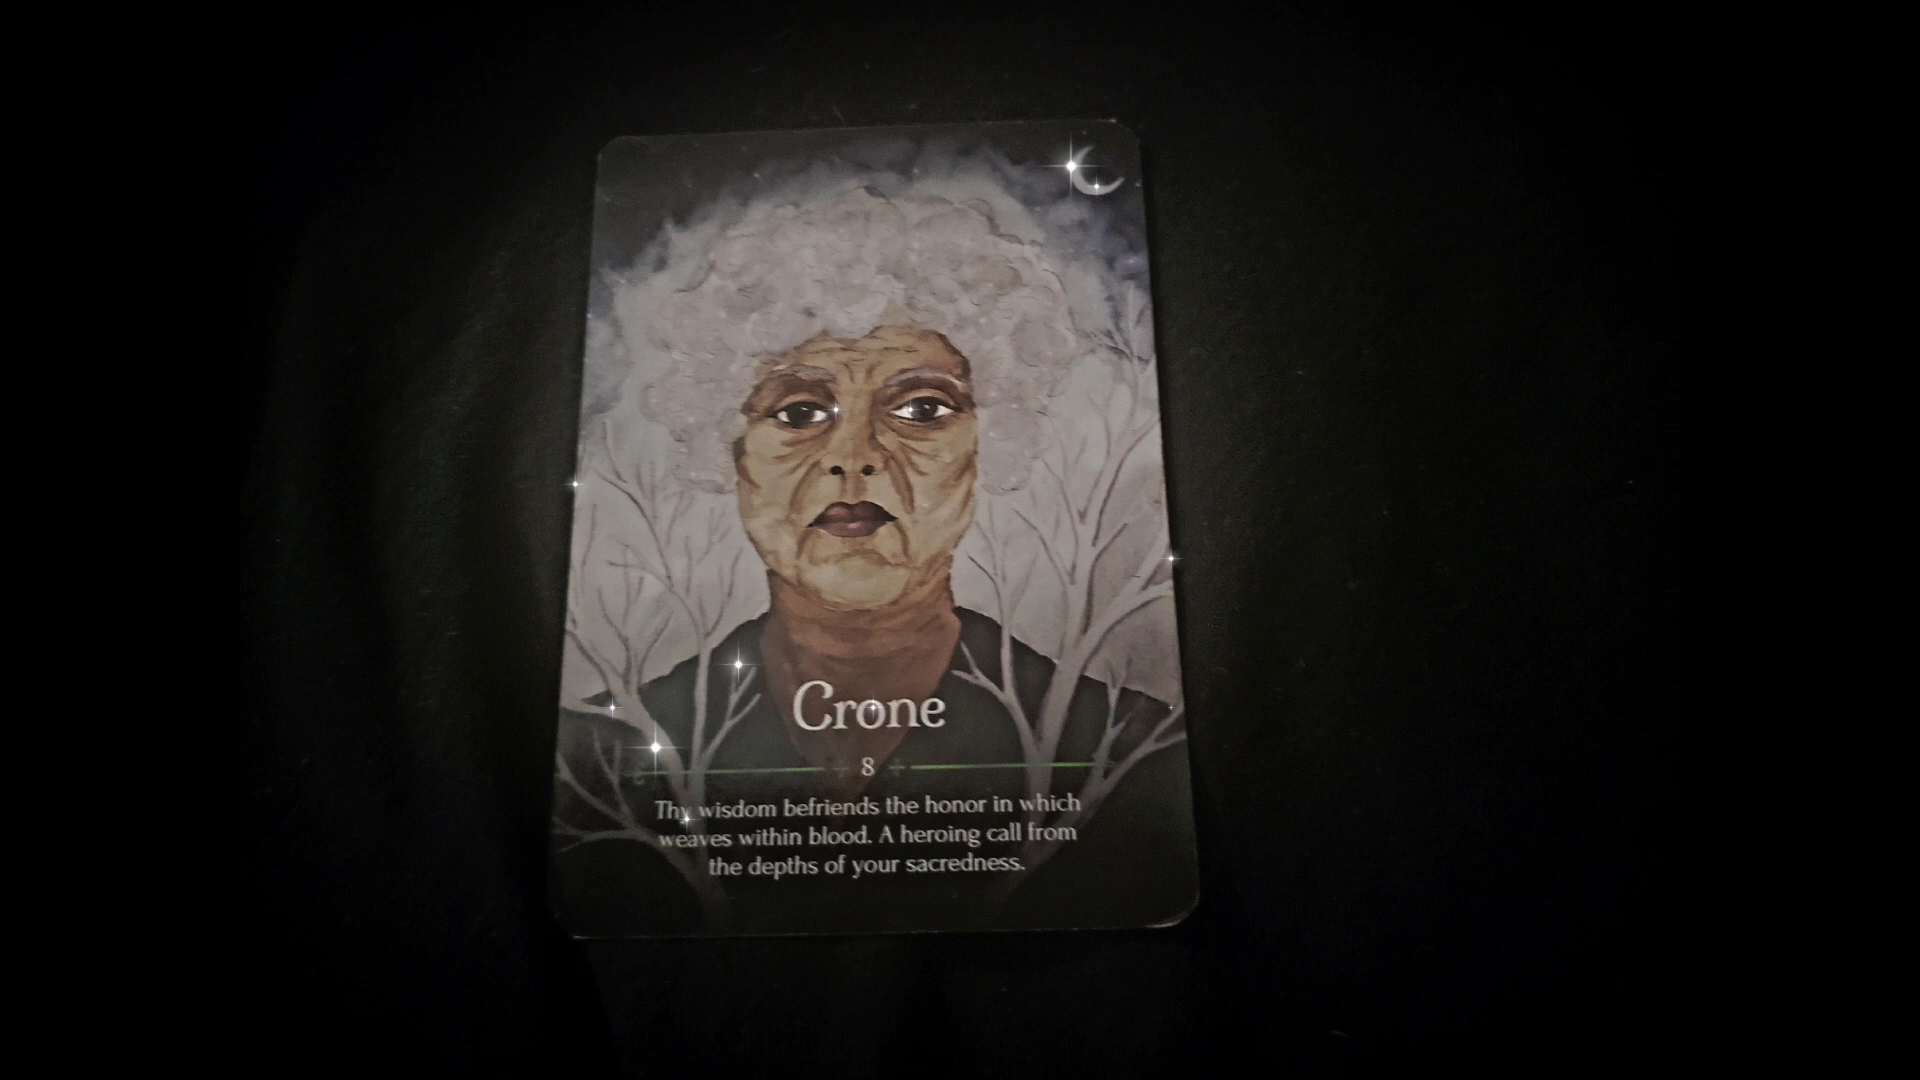 Crone
8
Thy wisdom befriends the honor in which
weaves within blood. A heroing call from
the depths of your sacredness.